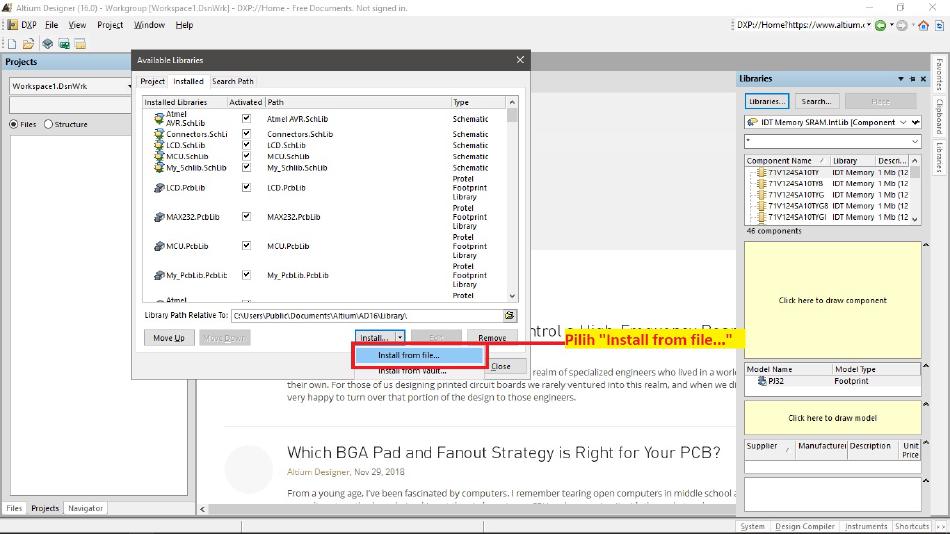 Altium Designer (16.0) - Workgroup [Workspace1.DsnWrk] - DXP://Home - Free Documents. Not signed in.
DXP File View Project Window Help
DXP://Home?https://www.altium.c
Projects
Workspace1.DsnWrk
Files Structure
Files Projects Navigator
Available Libraries
Project Installed Search Path
Installed Libraries Activated Path Type
Atmel
AVR.SchLib Atmel AVR.SchLib Schematic
Connectors.SchLi Connectors.SchLib Schematic
LCD.SchLib LCD.SchLib Schematic
MCU.SchLib MCU.SchLib Schematic
My_Schlib.SchLib My_Schlib.SchLib Schematic
Protel
LCD.PcbLib LCD.PcbLib Footprint
Library
Protel
MAX232.PcbLib MAX232.PcbLib Footprint
Library
Protel
MCU.PcbLib MCU.PcbLib Footprint
Library
Protel
My_PcbLib.PcbLib My_PcbLib.PcbLib Footprint
Library
Atmel Protel
Library Path Relative To: C:\Users\Public\Documents\Altium\AD16\Library\
Move Up Move Down Install... Edit... Remove
Install from file...
Install from Vault...
Close
Pilih "Install from file..."
realm of specialized engineers who lived in a world
their own. For those of us designing printed circuit boards we rarely ventured into this realm, and when we di
very happy to turn over that portion of the design to those engineers.
Which BGA Pad and Fanout Strategy is Right for Your PCB?
Altium Designer, Nov 29, 2018
From a young age, I've been fascinated by computers. I remember tearing open computers in middle school a
Libraries
Libraries... Search... Place
IDT Memory SRAM.IntLib [Component
*
Component Name / Library Descri...
71V124SA10TY IDT Memory 1 Mb (12
71V124SA10TY8 IDT Memory 1 Mb (12
71V124SA10TYG IDT Memory 1 Mb (12
71V124SA10TYG8 IDT Memory 1 Mb (12
71V124SA10TYGI IDT Memory 1 Mb (12
46 components
Click here to draw component
Model Name Model Type
PJ32 Footprint
Click here to draw model
Supplier / Manufacturer Description Unit Price
Favorites
Clipboard
Libraries
System Design Compiler Instruments Shortcuts >>